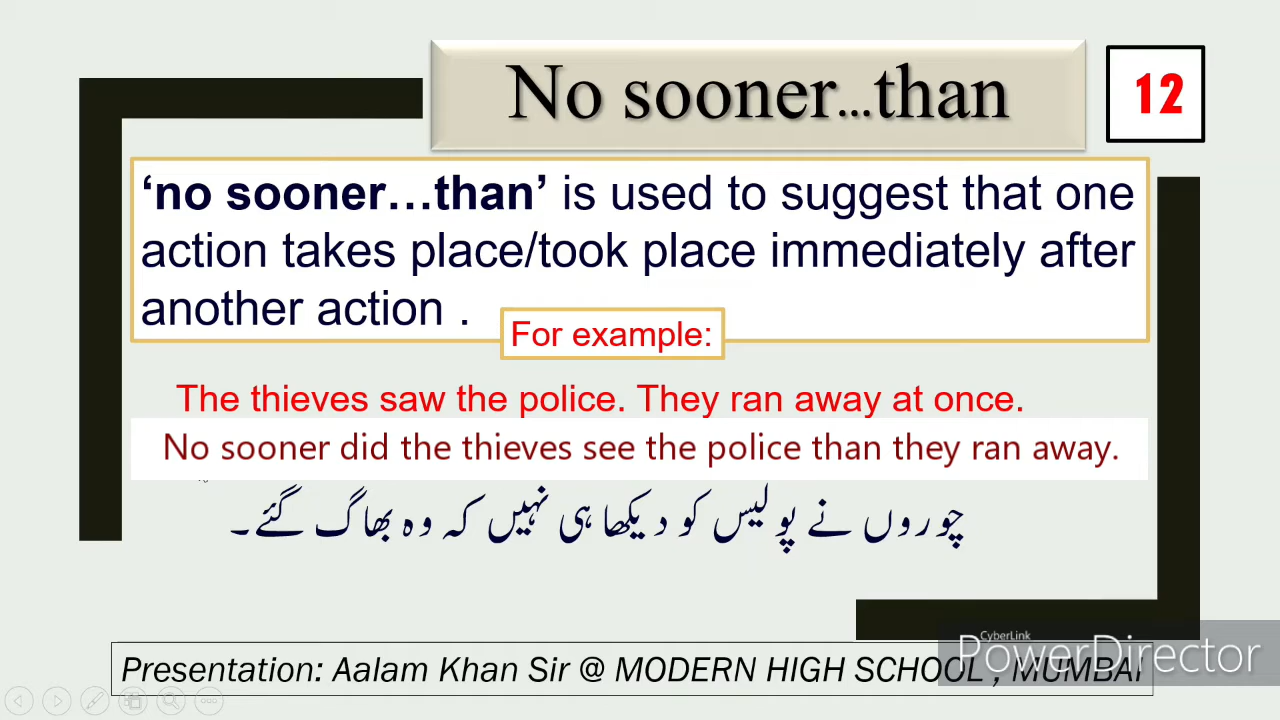 No sooner...than
12
‘no sooner…than’ is used to suggest that one
action takes place/took place immediately after
another action .
For example:
The thieves saw the police. They ran away at once.
No sooner did the thieves see the police than they ran away.
چوروں نے پولیس کو دیکھا ہی نہیں کہ وہ بھاگ گئے۔
Presentation: Aalam Khan Sir @ MODERN HIGH SCHOOL , MUMBAI
CyberLink
PowerDirector